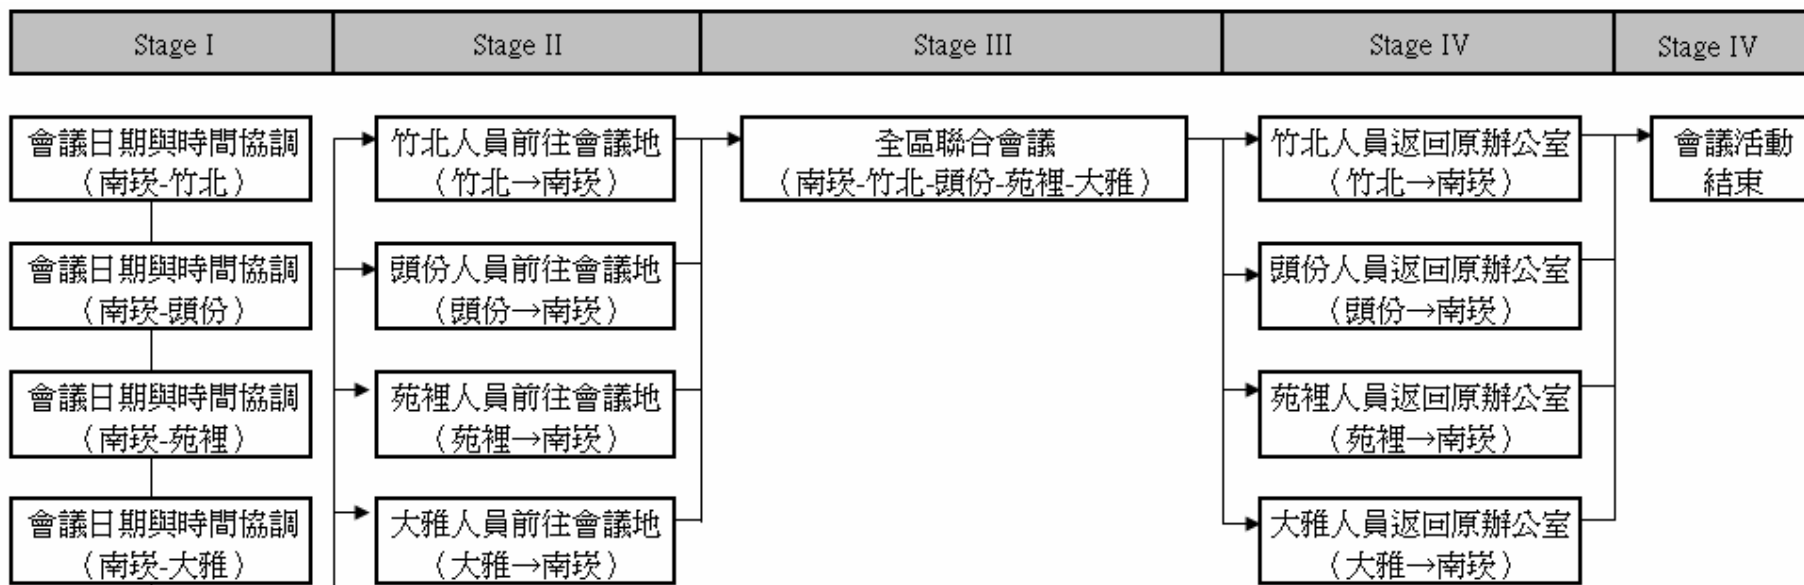 Stage I
Stage II
Stage III
Stage IV
Stage IV
會議日期與時間協調
（南崁-竹北）
竹北人員前往會議地
（竹北→南崁）
全區聯合會議
（南崁-竹北-頭份-苑裡-大雅）
竹北人員返回原辦公室
（竹北→南崁）
會議活動
結束
會議日期與時間協調
（南崁-頭份）
頭份人員前往會議地
（頭份→南崁）
頭份人員返回原辦公室
（頭份→南崁）
會議日期與時間協調
（南崁-苑裡）
苑裡人員前往會議地
（苑裡→南崁）
苑裡人員返回原辦公室
（苑裡→南崁）
會議日期與時間協調
（南崁-大雅）
大雅人員前往會議地
（大雅→南崁）
大雅人員返回原辦公室
（大雅→南崁）